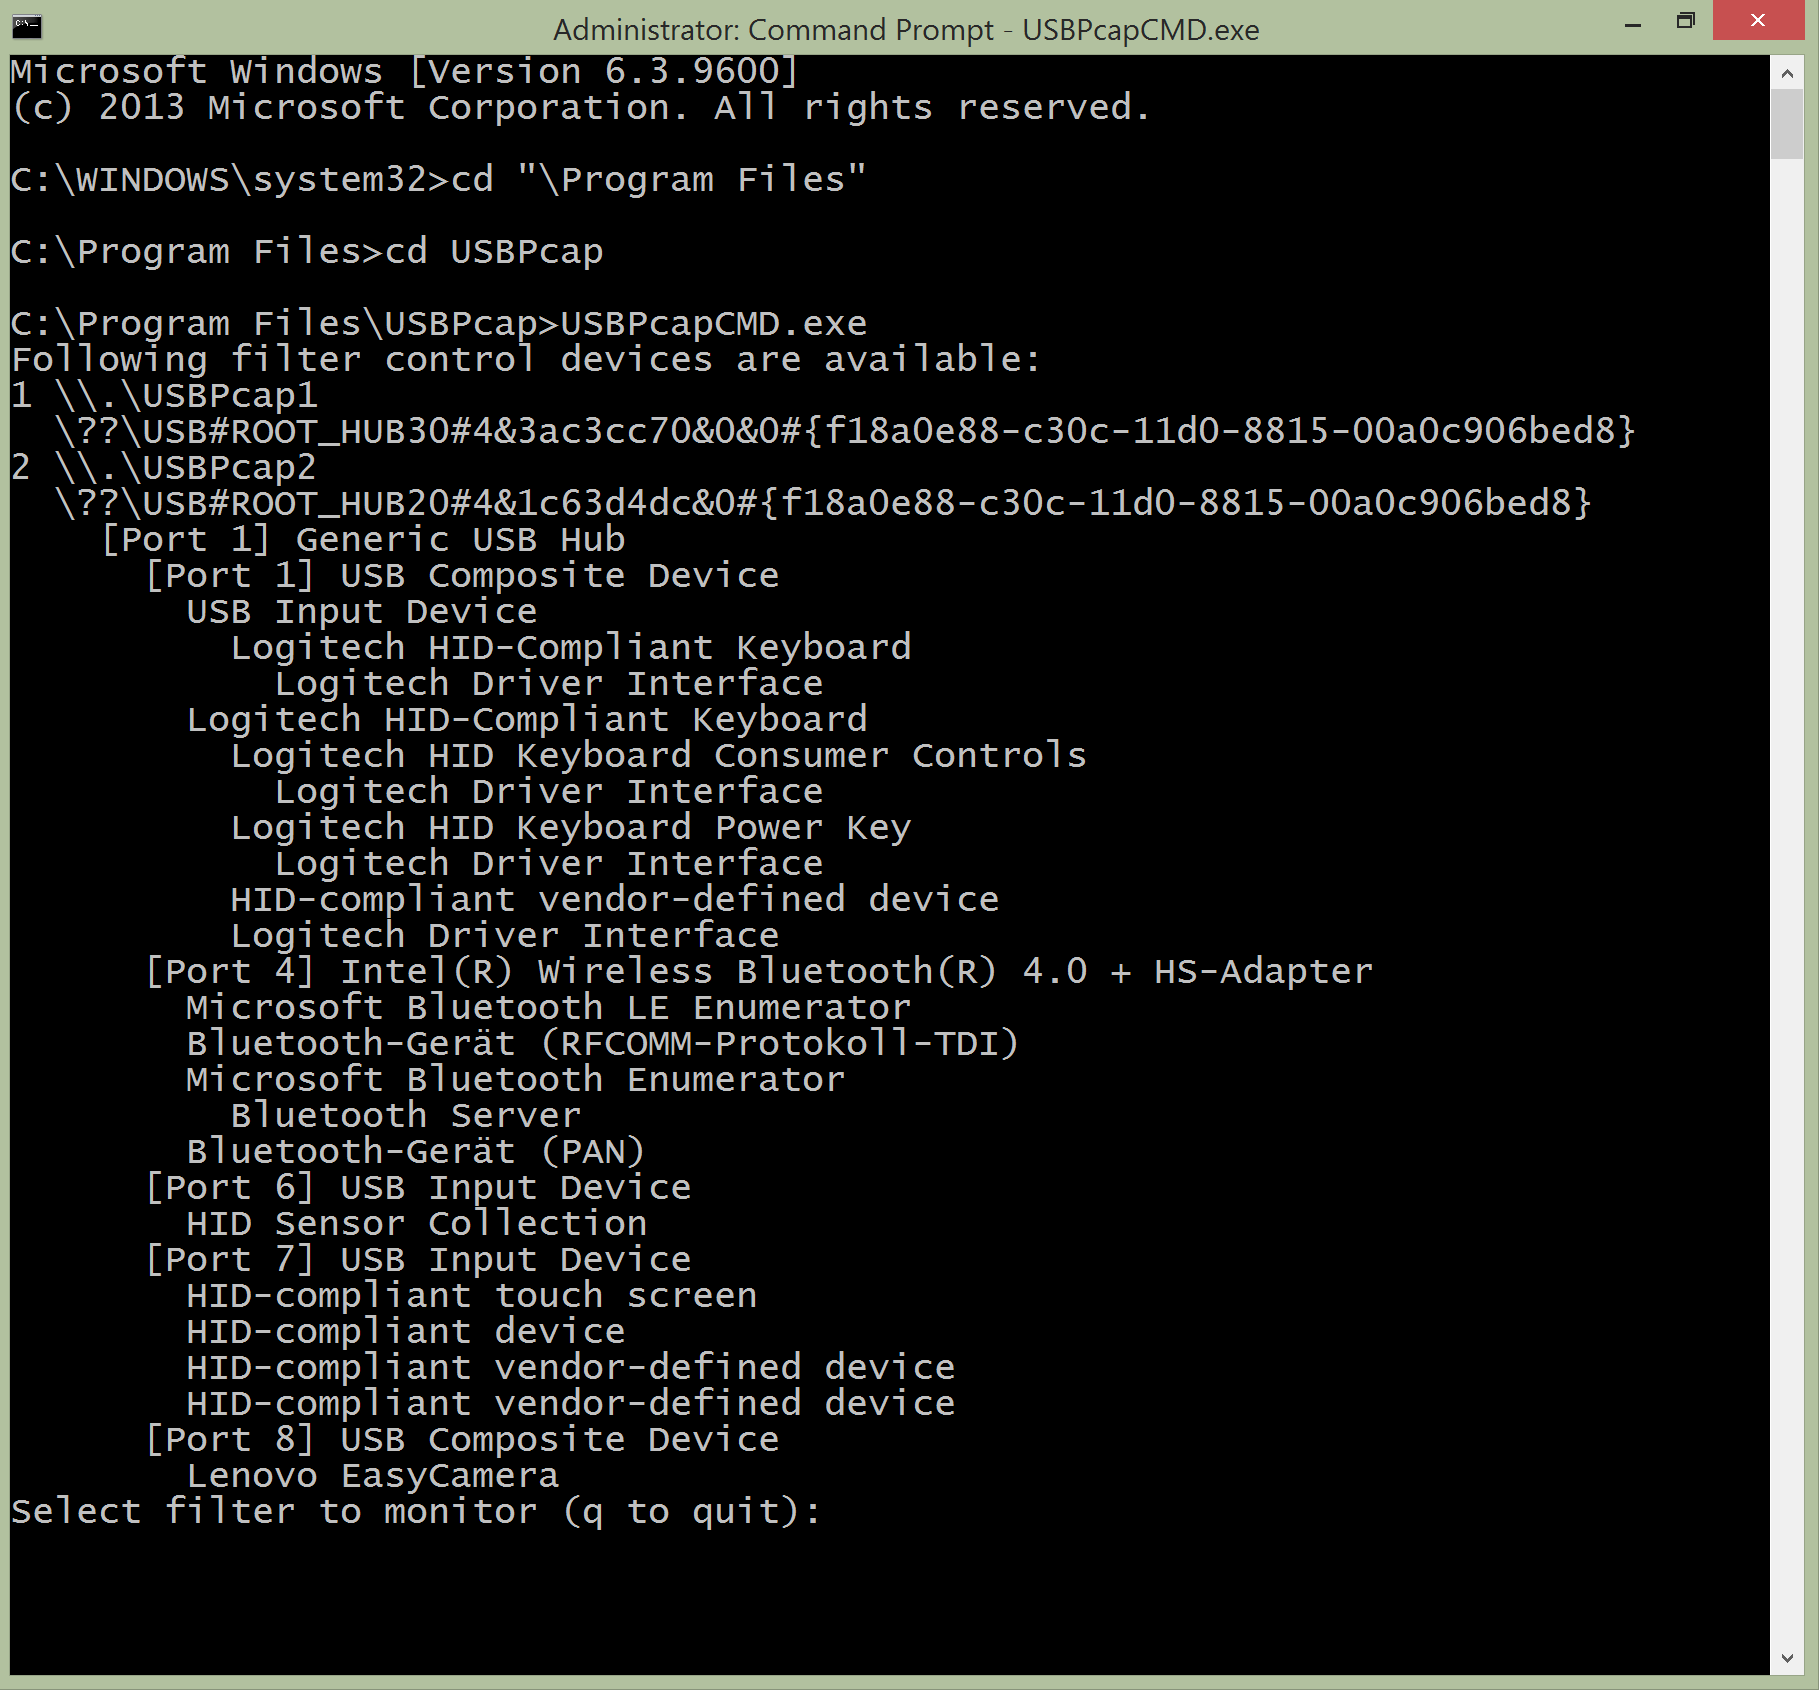 Administrator: Command Prompt - USBPcapCMD.exe
Microsoft Windows [Version 6.3.9600]
(c) 2013 Microsoft Corporation. All rights reserved.
C:\WINDOWS\system32>cd "\Program Files"
C:\Program Files>cd USBPcap
C:\Program Files\USBPcap>USBPcapCMD.exe
Following filter control devices are available:
1 \\.\USBPcap1
  \??\USB#ROOT_HUB30#4&3ac3cc70&0&0#{f18a0e88-c30c-11d0-8815-00a0c906bed8}
2 \\.\USBPcap2
  \??\USB#ROOT_HUB20#4&1c63d4dc&0#{f18a0e88-c30c-11d0-8815-00a0c906bed8}
    [Port 1] Generic USB Hub
      [Port 1] USB Composite Device
        USB Input Device
          Logitech HID-Compliant Keyboard
            Logitech Driver Interface
        Logitech HID-Compliant Keyboard
          Logitech HID Keyboard Consumer Controls
            Logitech Driver Interface
          Logitech HID Keyboard Power Key
            Logitech Driver Interface
          HID-compliant vendor-defined device
          Logitech Driver Interface
      [Port 4] Intel(R) Wireless Bluetooth(R) 4.0 + HS-Adapter
        Microsoft Bluetooth LE Enumerator
        Bluetooth-Gerät (RFCOMM-Protokoll-TDI)
        Microsoft Bluetooth Enumerator
          Bluetooth Server
        Bluetooth-Gerät (PAN)
      [Port 6] USB Input Device
        HID Sensor Collection
      [Port 7] USB Input Device
        HID-compliant touch screen
        HID-compliant device
        HID-compliant vendor-defined device
        HID-compliant vendor-defined device
      [Port 8] USB Composite Device
        Lenovo EasyCamera
Select filter to monitor (q to quit):